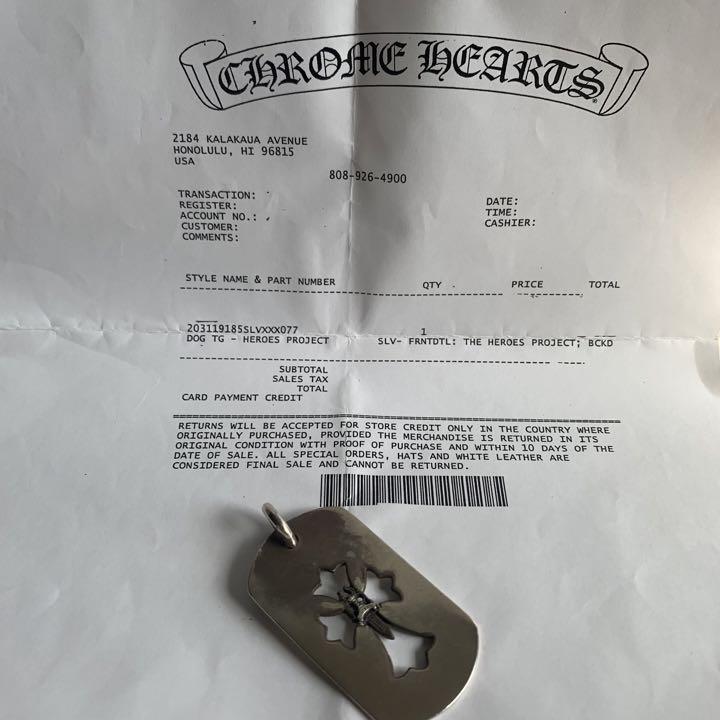 CHROME HEARTS
2184 KALAKAUA AVENUE
HONOLULU, HI 96815
USA
808-926-4900
TRANSACTION:
REGISTER:
ACCOUNT NO.:
CUSTOMER:
COMMENTS:
DATE:
TIME:
CASHIER:
STYLE NAME & PART NUMBER QTY PRICE TOTAL
203119185SLVXXX077 1
DOG TG - HEROES PROJECT SLV- FRNTDTL: THE HEROES PROJECT; BCKD
SUBTOTAL
SALES TAX
TOTAL
CARD PAYMENT CREDIT
RETURNS WILL BE ACCEPTED FOR STORE CREDIT ONLY IN THE COUNTRY WHERE
ORIGINALLY PURCHASED, PROVIDED THE MERCHANDISE IS RETURNED IN ITS
ORIGINAL CONDITION WITH PROOF OF PURCHASE AND WITHIN 10 DAYS OF THE
DATE OF SALE. ALL SPECIAL ORDERS, HATS AND WHITE LEATHER ARE
CONSIDERED FINAL SALE AND CANNOT BE RETURNED.